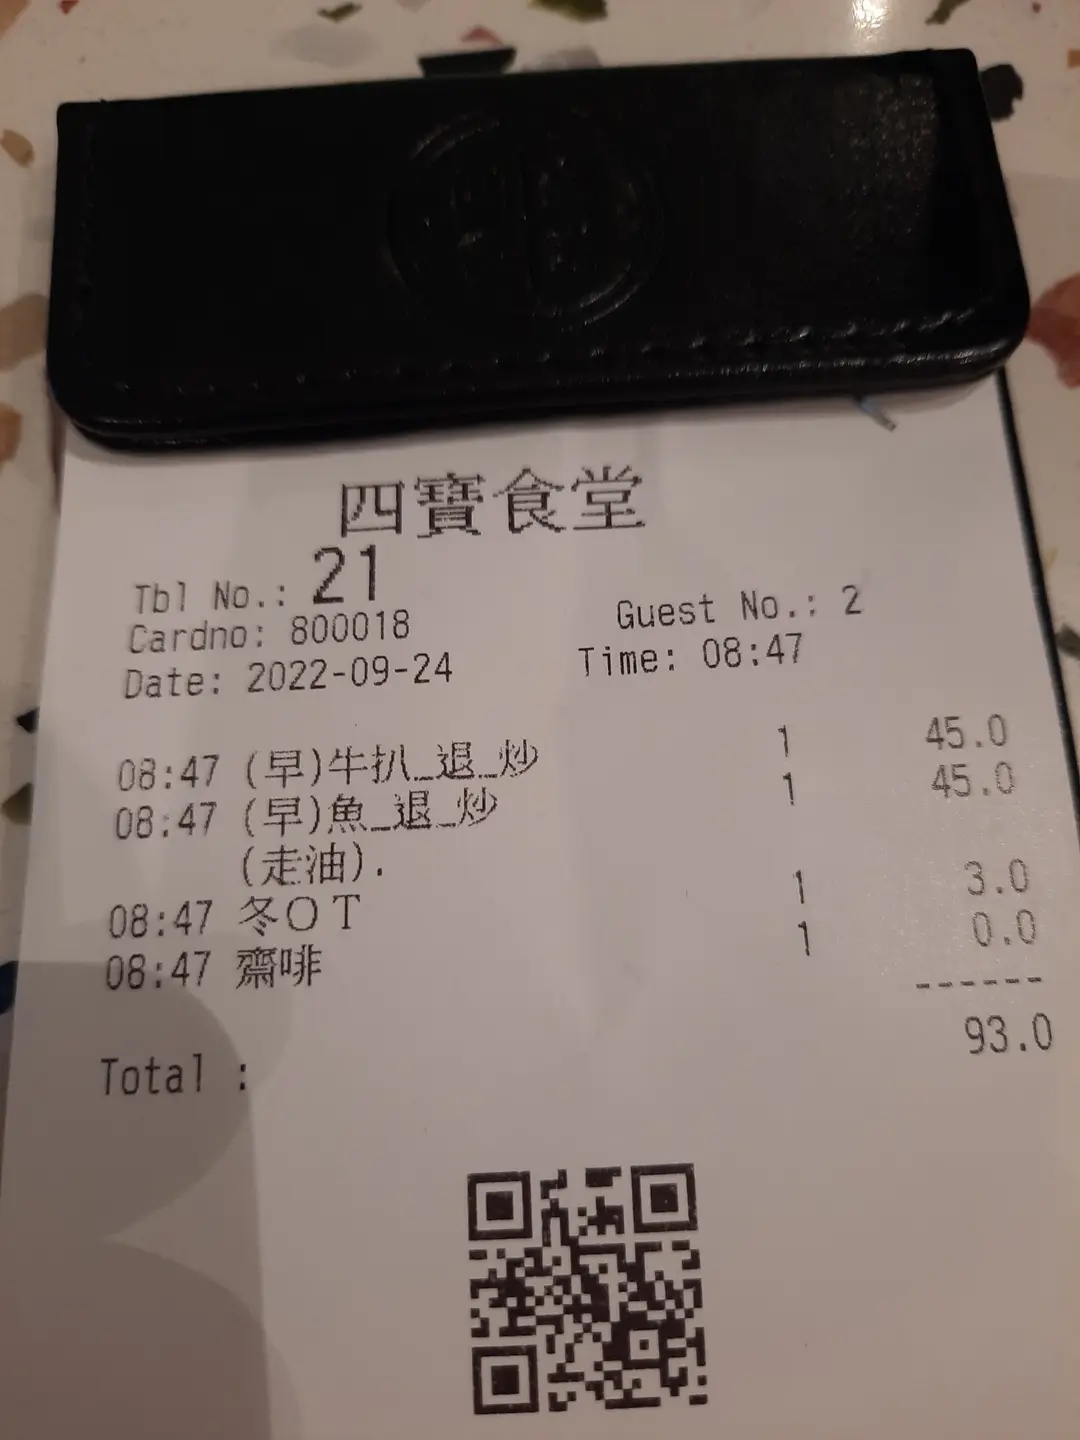 四寶食堂
Tbl No.: 21
Guest No.: 2
Cardno: 800018
Date: 2022-09-24 Time: 08:47
08:47 (早)牛扒_退_炒 1 45.0
08:47 (早)魚_退_炒 1 45.0
(走油).
08:47 冬OT 1 3.0
08:47 齋啡 1 0.0
------
93.0
Total :